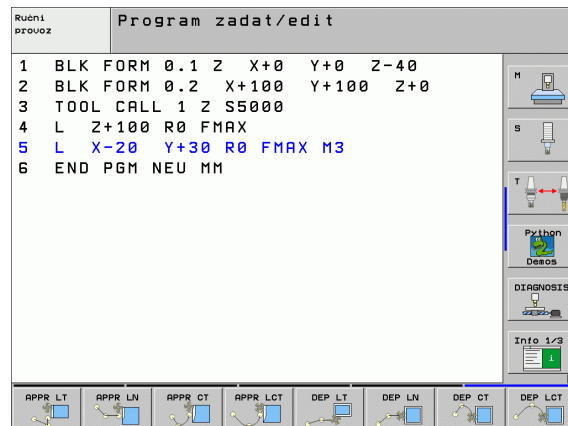 Ruční
provoz
Program zadat/edit
1 BLK FORM 0.1 Z X+0 Y+0 Z-40
2 BLK FORM 0.2 X+100 Y+100 Z+0
3 TOOL CALL 1 Z S5000
4 L Z+100 R0 FMAX
5 L X-20 Y+30 R0 FMAX M3
6 END PGM NEU MM
M
S
T
Python
Demos
DIAGNOSIS
Info 1/3
i
APPR LT
APPR LN
APPR CT
APPR LCT
DEP LT
DEP LN
DEP CT
DEP LCT